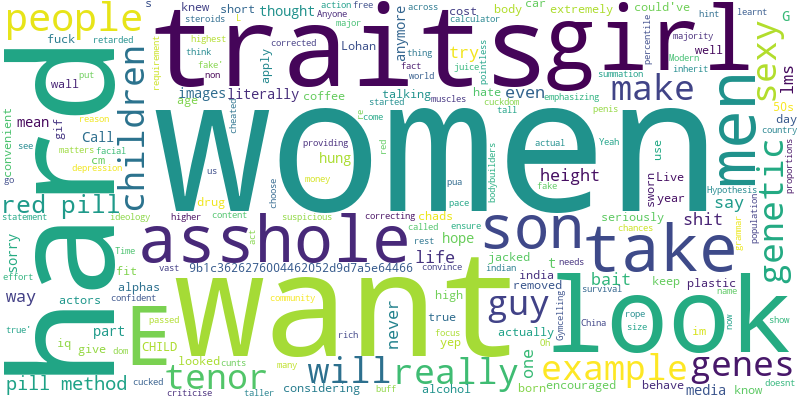 people
traits
girl
hard
women
want
look
asshole
son
take
men
sexy
genetic
genes
guy
E
will
really
example
tenor
children
make
red pill
pill method
life
height
hung
try
never
anymore
literally
images
thought
media
say
shit
bait
way
part
one
even
extremely
body
car
could've
hint
well
majority
percentile
inherit
Modern
learnt
free
action
across
major
thing
fact
world
juice
pointless
calculator
cost
apply
Lohan
corrected
Anyone
short
knew
steroids
highest
think
fake'
non
age
requirement
fuck
retarded
wall
put
reason
matters
facial
depression
Call
cm
mean
gif
see
go
convenient
s
G
lms
50s
day
country
proportions
summation
emphasizing
muscles
cuckdom
tall
hate
talking
coffee
started
re
come
red
cheated
us
providing
money
choose
drug
content
higher
suspicious
act
correcting
called
rest
hope
chads
pua
pace
ensure
indian
bodybuilders
fake
actual
penis
Yeah
use
Live
year
sworn
Hypothesis
population
chances
grammar
seriously
t
india
removed
jacked
high
true
actually
yep
focus
convince
community
many
rich
9b1c3626276004462052d9d7a5e64466
vast
fit
alphas
confident
passed
CHILD
looked
cunts
cucked
criticise
taller
dom
give
iq
actors
effort
sorry
statement
ideology
Time
true'
considering
buff
alcohol
born
encouraged
Oh
Gymcelling
survival
China
rope
size
needs
keep
plastic
name
im
now
show
doesnt
behave
know